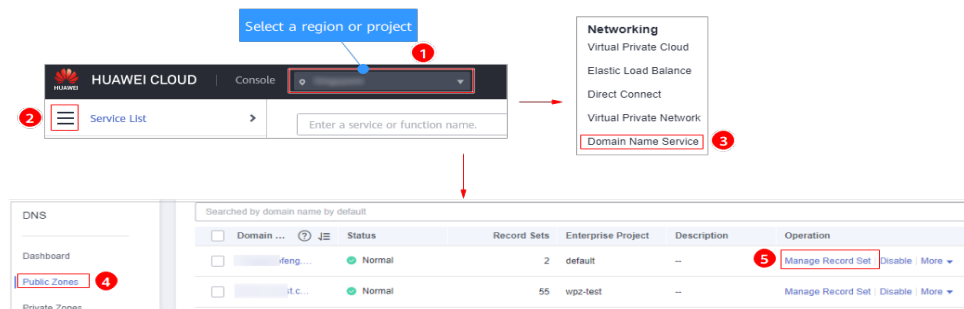 Select a region or project
1
HUAWEI
HUAWEI CLOUD | Console
2
Service List
Enter a service or function name.
Networking
Virtual Private Cloud
Elastic Load Balance
Direct Connect
Virtual Private Network
Domain Name Service
3
DNS
Dashboard
Public Zones
4
Private Zones
Searched by domain name by default
Domain ... Status Record Sets Enterprise Project Description Operation
feng.... Normal 2 default -- 5 Manage Record Set | Disable | More
st.c... Normal 55 wpz-test -- Manage Record Set | Disable | More